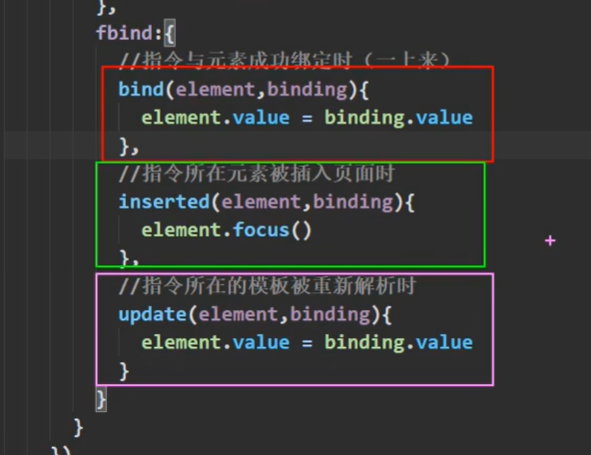 },
fbind:{
//指令与元素成功绑定时（一上来）
bind(element,binding){
element.value = binding.value
},
//指令所在元素被插入页面时
inserted(element,binding){
element.focus()
},
//指令所在的模板被重新解析时
update(element,binding){
element.value = binding.value
}
}
}
})